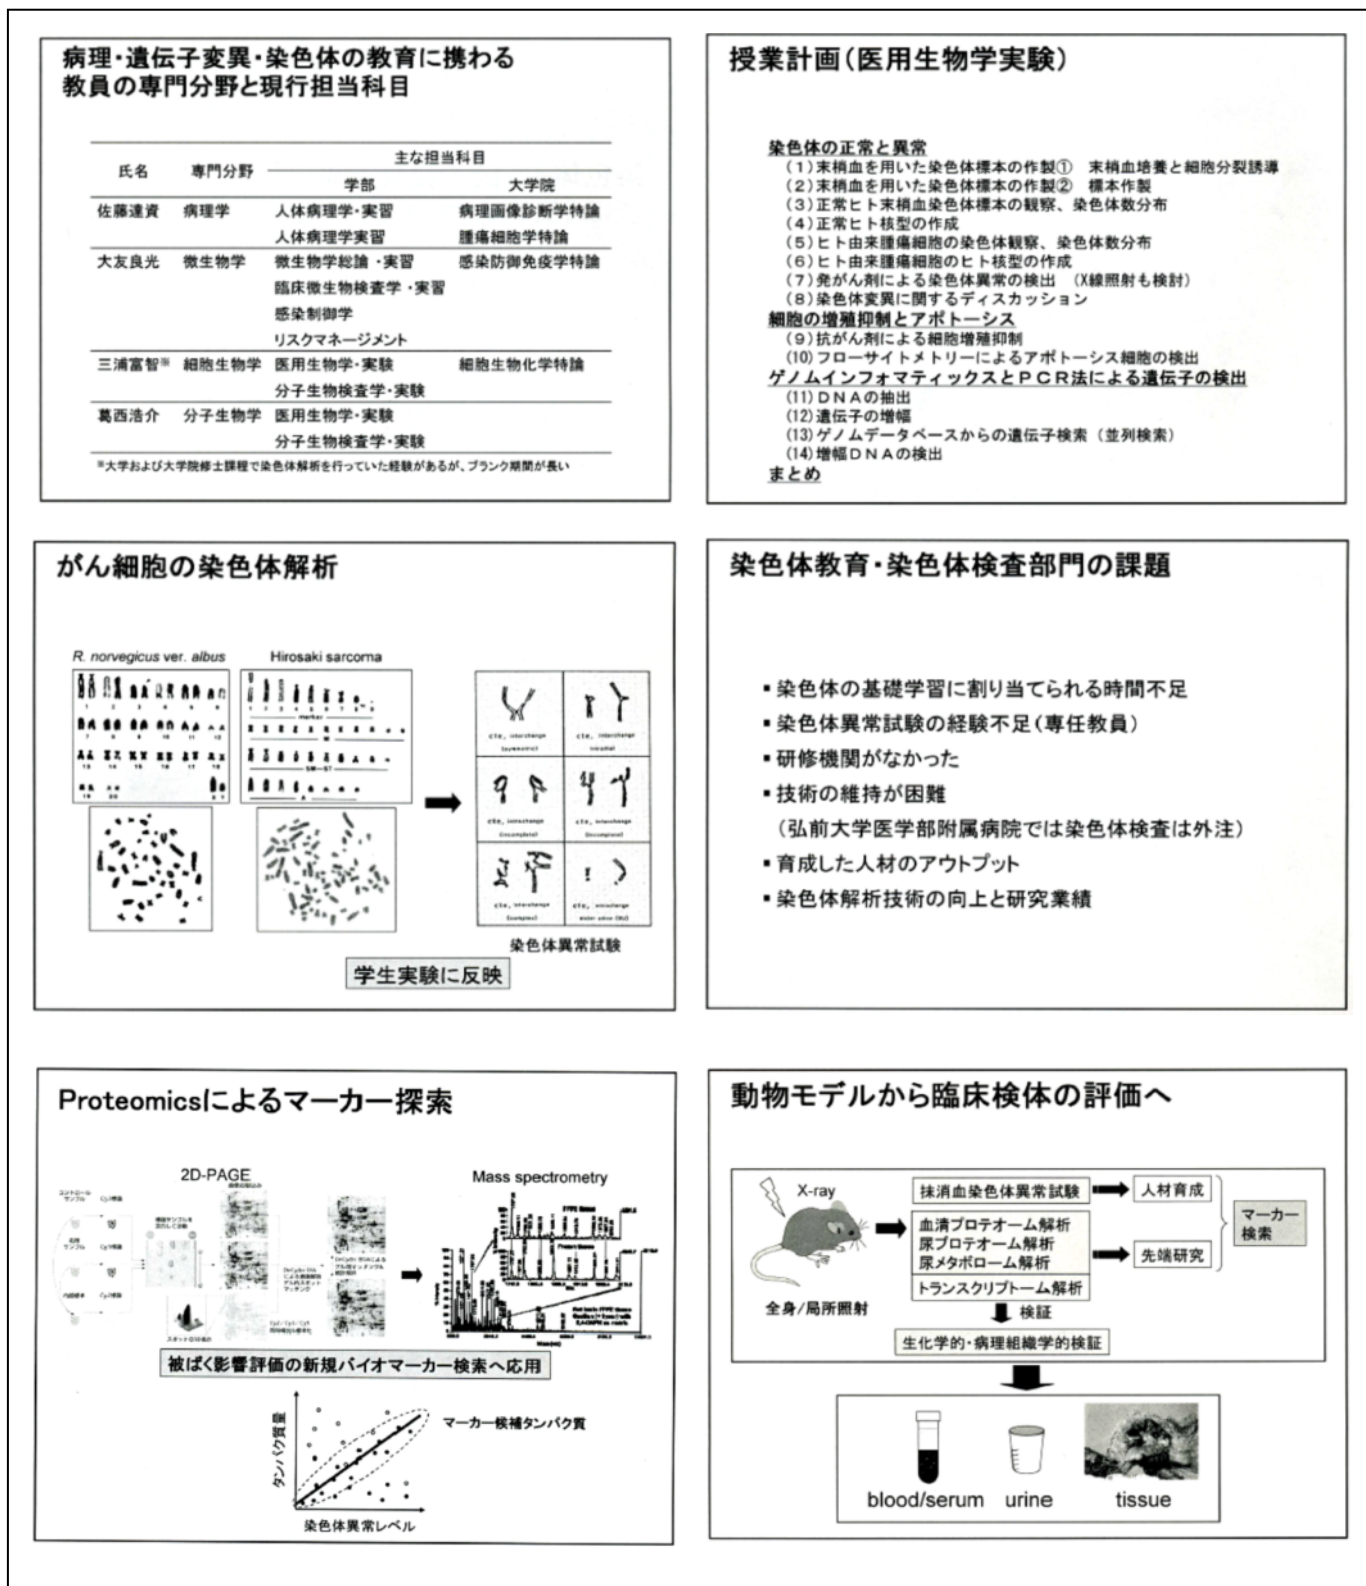 病理・遺伝子変異・染色体の教育に携わる
教員の専門分野と現行担当科目
氏名 専門分野 主な担当科目
学部 大学院
佐藤達資 病理学 人体病理学・実習 病理画像診断学特論
人体病理学実習 腫瘍細胞学特論
大友良光 微生物学 微生物学総論・実習 感染防御免疫学特論
臨床微生物検査学・実習
感染制御学
リスクマネージメント
三浦富智※ 細胞生物学 医用生物学・実験 細胞生物化学特論
分子生物検査学・実験
葛西浩介 分子生物学 医用生物学・実験
分子生物検査学・実験
※大学および大学院修士課程で染色体解析を行っていた経験があるが、ブランク期間が長い
授業計画(医用生物学実験)
染色体の正常と異常
(1)末梢血を用いた染色体標本の作製① 末梢血培養と細胞分裂誘導
(2)末梢血を用いた染色体標本の作製② 標本作製
(3)正常ヒト末梢血染色体標本の観察、染色体数分布
(4)正常ヒト核型の作成
(5)ヒト由来腫瘍細胞の染色体観察、染色体数分布
(6)ヒト由来腫瘍細胞のヒト核型の作成
(7)発がん剤による染色体異常の検出 (X線照射も検討)
(8)染色体変異に関するディスカッション
細胞の増殖抑制とアポトーシス
(9)抗がん剤による細胞増殖抑制
(10)フローサイトメトリーによるアポトーシス細胞の検出
ゲノムインフォマティックスとPCR法による遺伝子の検出
(11)DNAの抽出
(12)遺伝子の増幅
(13)ゲノムデータベースからの遺伝子検索(並列検索)
(14)増幅DNAの検出
まとめ
がん細胞の染色体解析
R. norvegicus ver. albus Hirosaki sarcoma
marker
M
SM-ST
A
cte, interchange
cte, interchange
cte, interchange
(incomplete)
cte, interchange
(incomplete)
cte, interchange
(complex)
染色体異常試験
学生実験に反映
染色体教育・染色体検査部門の課題
▪染色体の基礎学習に割り当てられる時間不足
▪染色体異常試験の経験不足(専任教員)
▪研修機関がなかった
▪技術の維持が困難
(弘前大学医学部附属病院では染色体検査は外注)
▪育成した人材のアウトプット
▪染色体解析技術の向上と研究業績
Proteomicsによるマーカー探索
2D-PAGE
Mass spectrometry
コントロール
サンプル
サンプル
内部標準
被ばく影響評価の新規バイオマーカー検索へ応用
タンパク質量
マーカー候補タンパク質
染色体異常レベル
動物モデルから臨床検体の評価へ
X-ray
全身/局所照射
抹消血染色体異常試験
人材育成
血清プロテオーム解析
尿プロテオーム解析
尿メタボローム解析
先端研究
マーカー
検索
トランスクリプトーム解析
検証
生化学的・病理組織学的検証
blood/serum urine tissue